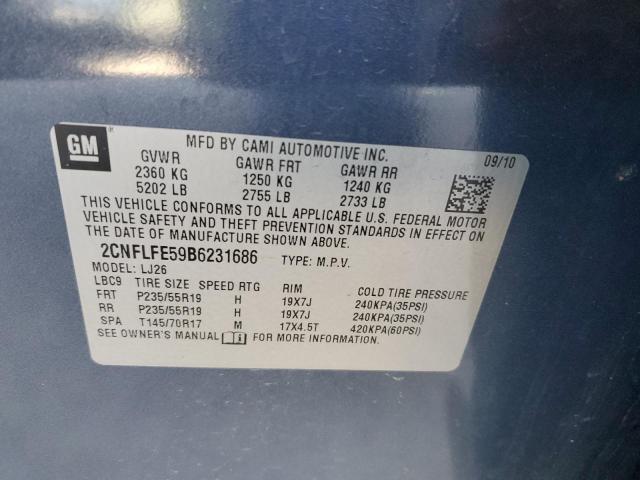 GM
MFD BY CAMI AUTOMOTIVE INC.
09/10
GVWR GAWR FRT GAWR RR
2360 KG 1250 KG 1240 KG
5202 LB 2755 LB 2733 LB
THIS VEHICLE CONFORMS TO ALL APPLICABLE U.S. FEDERAL MOTOR
VEHICLE SAFETY AND THEFT PREVENTION STANDARDS IN EFFECT ON
THE DATE OF MANUFACTURE SHOWN ABOVE.
2CNFLFE59B6231686 TYPE: M.P.V.
MODEL: LJ26
LBC9 TIRE SIZE SPEED RTG RIM COLD TIRE PRESSURE
FRT P235/55R19 H 19X7J 240KPA(35PSI)
RR P235/55R19 H 19X7J 240KPA(35PSI)
SPA T145/70R17 M 17X4.5T 420KPA(60PSI)
SEE OWNER'S MANUAL FOR MORE INFORMATION.